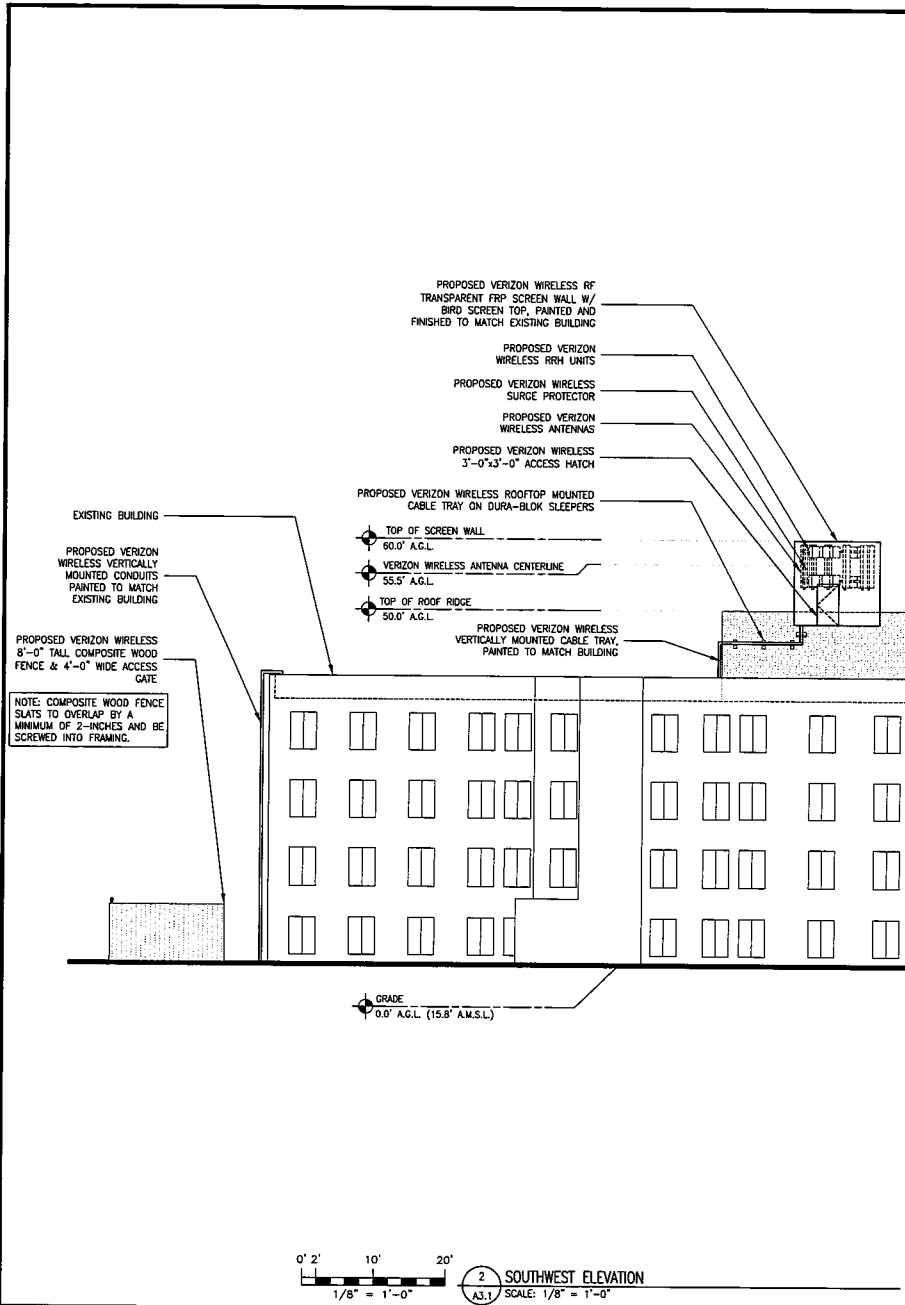 PROPOSED VERIZON WIRELESS RF
TRANSPARENT FRP SCREEN WALL W/
BIRD SCREEN TOP, PAINTED AND
FINISHED TO MATCH EXISTING BUILDING
PROPOSED VERIZON
WIRELESS RRH UNITS
PROPOSED VERIZON WIRELESS
SURGE PROTECTOR
PROPOSED VERIZON
WIRELESS ANTENNAS
PROPOSED VERIZON WIRELESS
3'-0"x3'-0" ACCESS HATCH
PROPOSED VERIZON WIRELESS ROOFTOP MOUNTED
CABLE TRAY ON DURA-BLOK SLEEPERS
EXISTING BUILDING
TOP OF SCREEN WALL
60.0' A.G.L.
PROPOSED VERIZON
WIRELESS VERTICALLY
MOUNTED CONDUITS
PAINTED TO MATCH
EXISTING BUILDING
VERIZON WIRELESS ANTENNA CENTERLINE
55.5' A.G.L.
TOP OF ROOF RIDGE
50.0' A.G.L.
PROPOSED VERIZON WIRELESS
VERTICALLY MOUNTED CABLE TRAY,
PAINTED TO MATCH BUILDING
PROPOSED VERIZON WIRELESS
8'-0" TALL COMPOSITE WOOD
FENCE & 4'-0" WIDE ACCESS
GATE
NOTE: COMPOSITE WOOD FENCE
SLATS TO OVERLAP BY A
MINIMUM OF 2-INCHES AND BE
SCREWED INTO FRAMING.
GRADE
0.0' A.G.L. (15.8' A.M.S.L.)
0' 2' 10' 20'
1/8" = 1'-0"
2 SOUTHWEST ELEVATION
A3.1 SCALE: 1/8" = 1'-0"